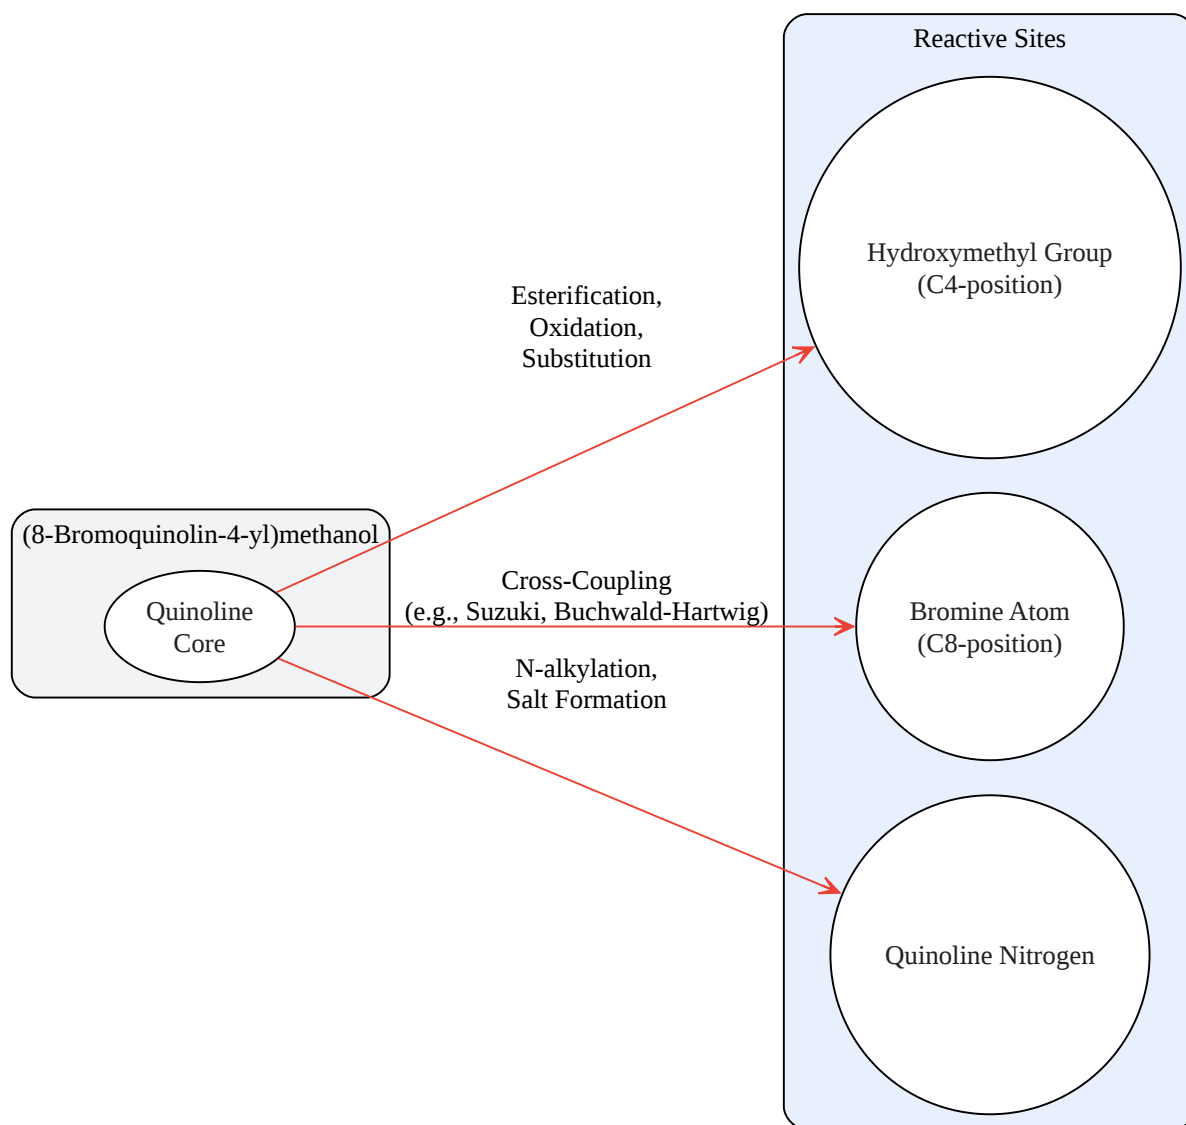 Reactive Sites
Hydroxymethyl Group
(C4-position)
Esterification,
Oxidation,
Substitution
(8-Bromoquinolin-4-yl)methanol
Quinoline
Core
Cross-Coupling
(e.g., Suzuki, Buchwald-Hartwig)
Bromine Atom
(C8-position)
N-alkylation,
Salt Formation
Quinoline Nitrogen